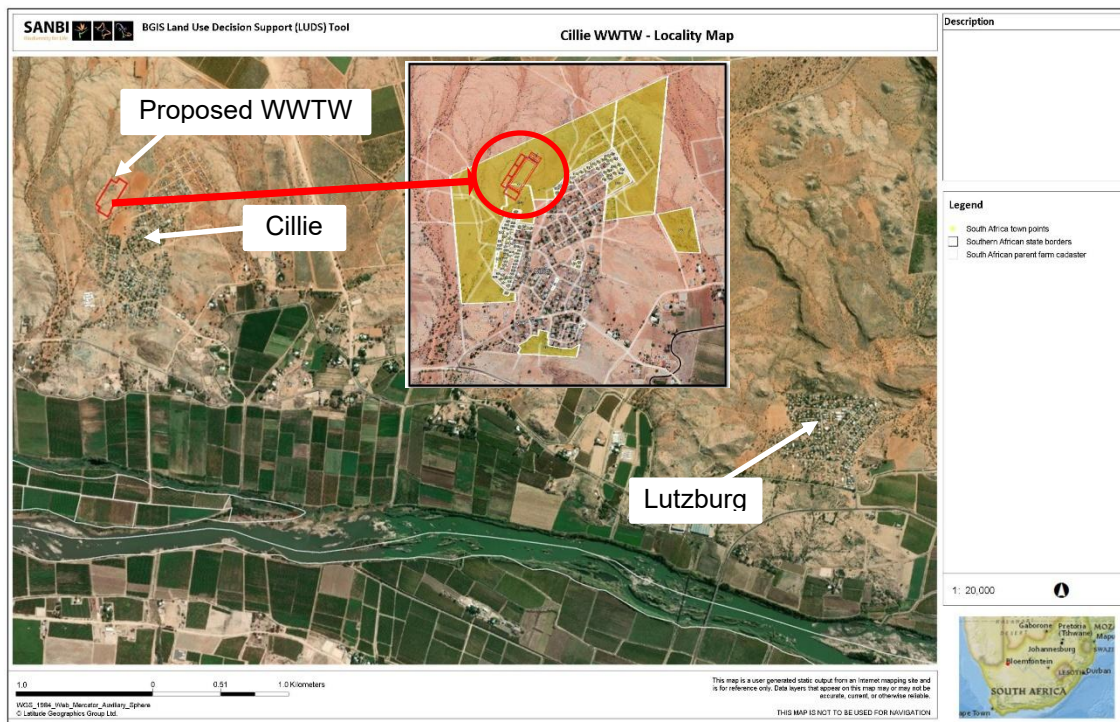 SANBI
Biodiversity for Life
BGIS Land Use Decision Support (LUDS) Tool
Cillie WWTW - Locality Map
Description
Proposed WWTW
Cillie
Lutzburg
Legend
South Africa town points
Southern African state borders
South African parent farm cadaster
1: 20,000
Gaborone
Pretoria
(Tshwane)
Johannesburg
Bloemfontein
LESOTHO
Durban
SOUTH AFRICA
ape Town
1.0
0
0.51
1.0 Kilometers
WGS_1984_Web_Mercator_Auxiliary_Sphere
© Latitude Geographics Group Ltd.
This map is a user generated static output from an Internet mapping site and
is for reference only. Data layers that appear on this map may or may not be
accurate, current, or otherwise reliable.
THIS MAP IS NOT TO BE USED FOR NAVIGATION